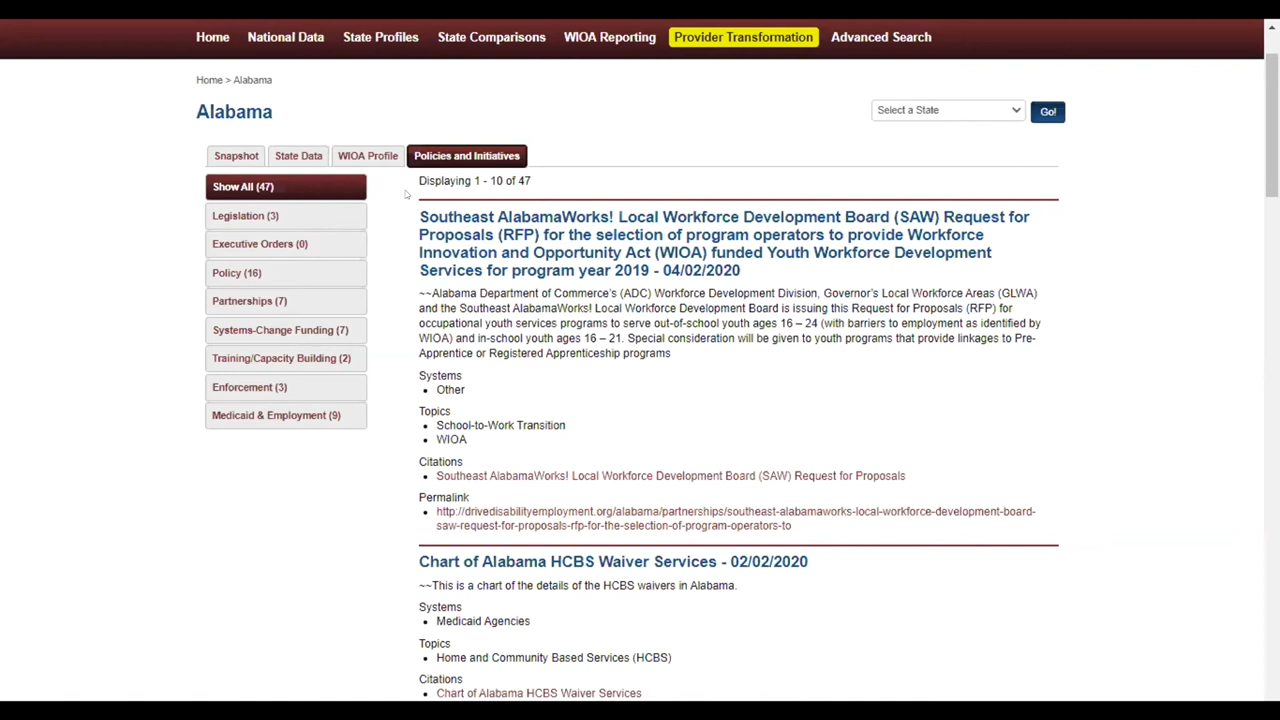 Home National Data State Profiles State Comparisons WIOA Reporting Provider Transformation Advanced Search
Home > Alabama
Alabama
Select a State Go!
Snapshot State Data WIOA Profile Policies and Initiatives
Show All (47)
Legislation (3)
Executive Orders (0)
Policy (16)
Partnerships (7)
Systems-Change Funding (7)
Training/Capacity Building (2)
Enforcement (3)
Medicaid & Employment (9)
Displaying 1 - 10 of 47
Southeast AlabamaWorks! Local Workforce Development Board (SAW) Request for
Proposals (RFP) for the selection of program operators to provide Workforce
Innovation and Opportunity Act (WIOA) funded Youth Workforce Development
Services for program year 2019 - 04/02/2020
~~Alabama Department of Commerce's (ADC) Workforce Development Division, Governor's Local Workforce Areas (GLWA)
and the Southeast AlabamaWorks! Local Workforce Development Board is issuing this Request for Proposals (RFP) for
occupational youth services programs to serve out-of-school youth ages 16 – 24 (with barriers to employment as identified by
WIOA) and in-school youth ages 16 – 21. Special consideration will be given to youth programs that provide linkages to Pre-
Apprentice or Registered Apprenticeship programs
Systems
• Other
Topics
• School-to-Work Transition
• WIOA
Citations
• Southeast AlabamaWorks! Local Workforce Development Board (SAW) Request for Proposals
Permalink
• http://drivedisabilityemployment.org/alabama/partnerships/southeast-alabamaworks-local-workforce-development-board-
saw-request-for-proposals-rfp-for-the-selection-of-program-operators-to
Chart of Alabama HCBS Waiver Services - 02/02/2020
~~This is a chart of the details of the HCBS waivers in Alabama.
Systems
• Medicaid Agencies
Topics
• Home and Community Based Services (HCBS)
Citations
• Chart of Alabama HCBS Waiver Services